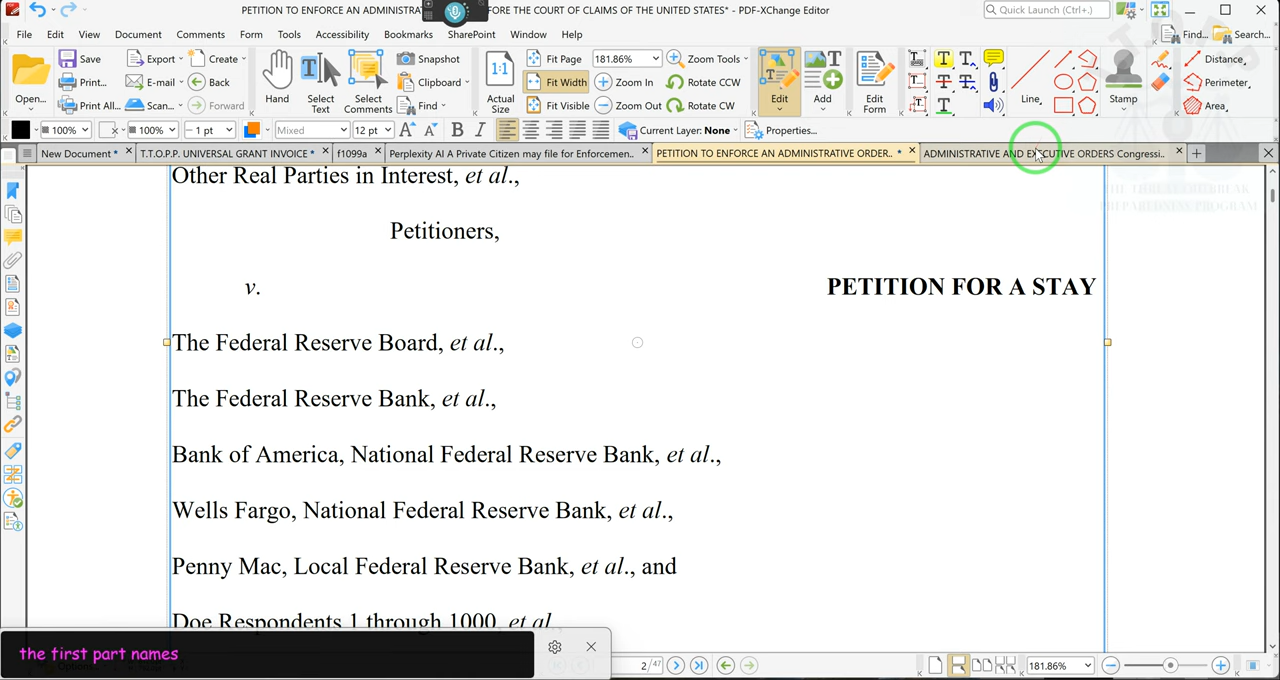 PETITION TO ENFORCE AN ADMINISTRA FORE THE COURT OF CLAIMS OF THE UNITED STATES* - PDF-XChange Editor
Quick Launch (Ctrl+.)
File Edit View Document Comments Form Tools Accessibility Bookmarks SharePoint Window Help
Find... Search...
Open... Save Print... Print All... Export E-mail Scan... Create Back Forward
Hand Select Text Select Comments Snapshot Clipboard Find
Actual Size Fit Page Fit Width Fit Visible 181.86% Zoom In Zoom Out Zoom Tools Rotate CCW Rotate CW
Edit Add Edit Form Line, Stamp Distance, Perimeter, Area,
100% 100% 1 pt Mixed 12 pt B I Current Layer: None Properties...
New Document * T.T.O.P.P. UNIVERSAL GRANT INVOICE * f1099a Perplexity AI A Private Citizen may file for Enforcemen.. PETITION TO ENFORCE AN ADMINISTRATIVE ORDER.. * ADMINISTRATIVE AND EXECUTIVE ORDERS Congressi..
THE THREAT OUTBREAK
PREPAREDNESS PROGRAM
Other Real Parties in Interest, et al.,
Petitioners,
v. PETITION FOR A STAY
The Federal Reserve Board, et al.,
The Federal Reserve Bank, et al.,
Bank of America, National Federal Reserve Bank, et al.,
Wells Fargo, National Federal Reserve Bank, et al.,
Penny Mac, Local Federal Reserve Bank, et al., and
Doe Respondents 1 through 1000, et al.,
the first part names
2 / 47 181.86%